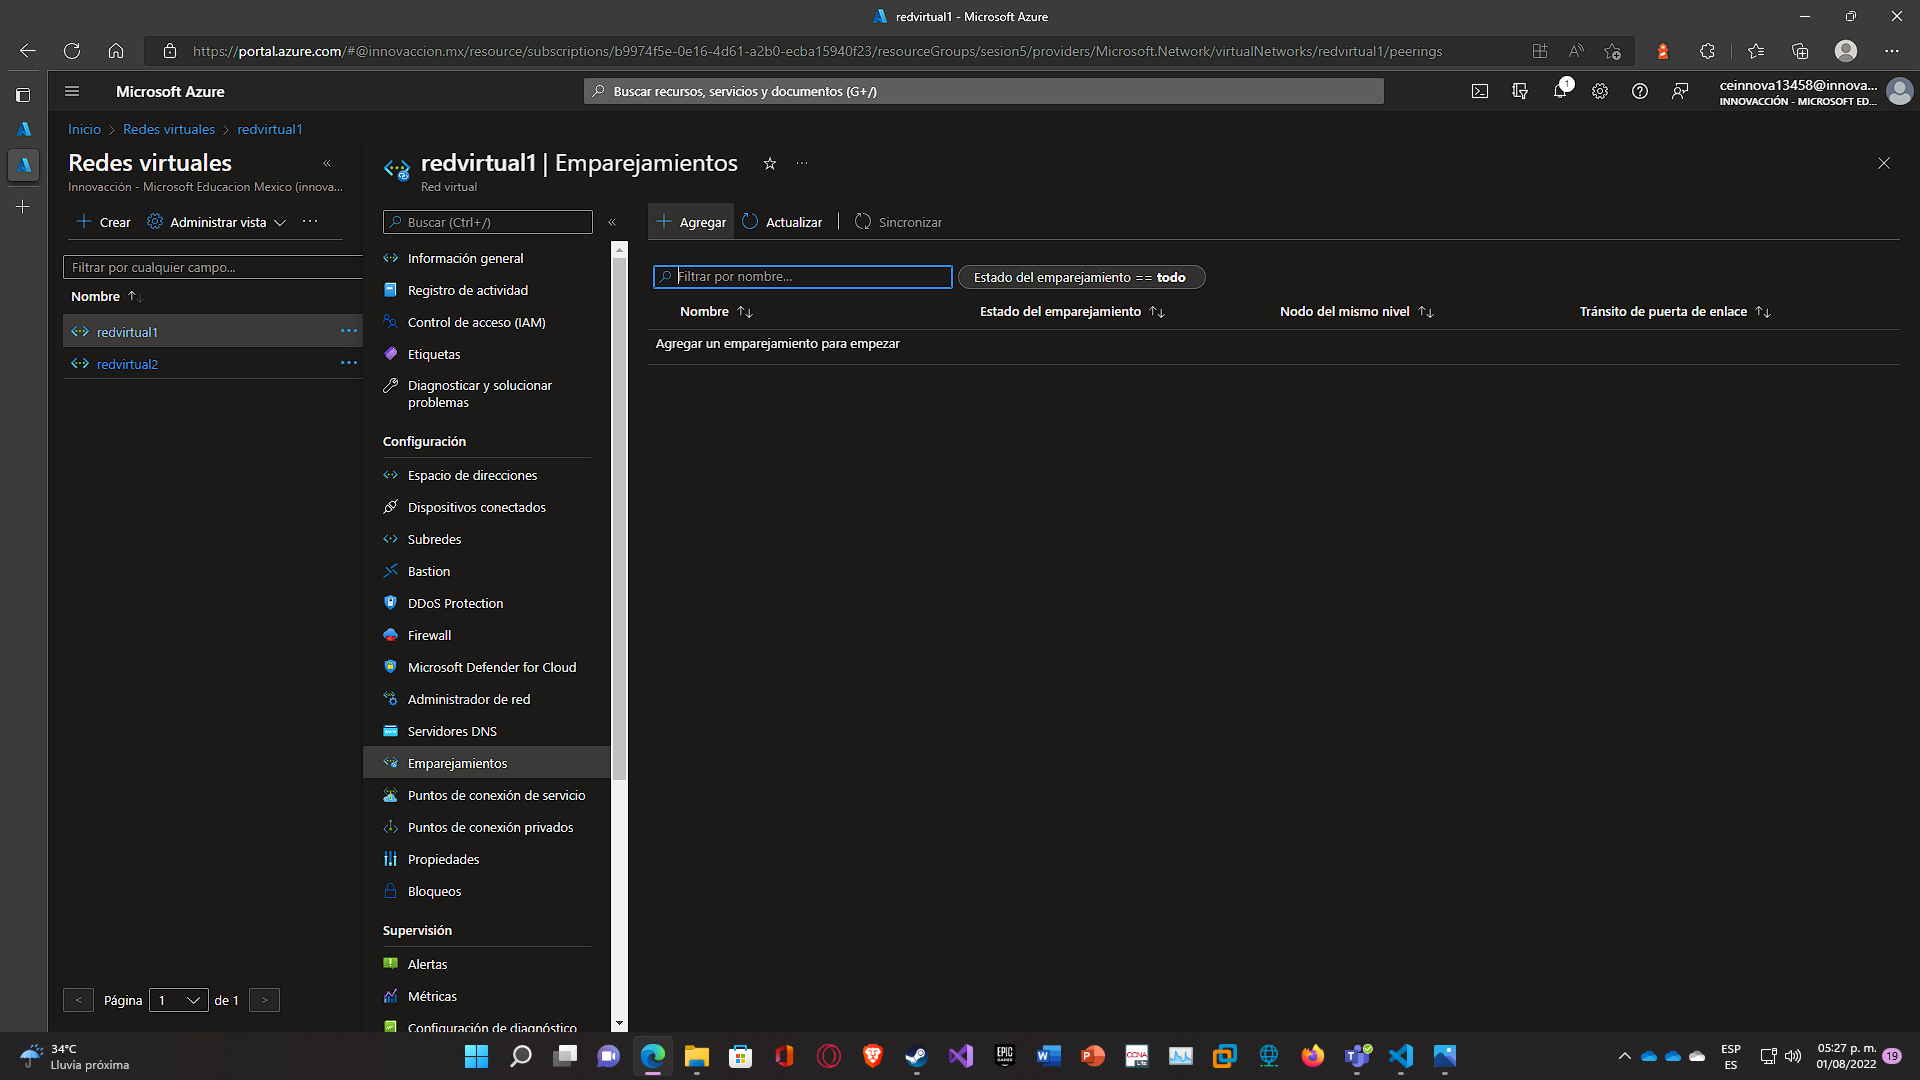 redvirtual1 - Microsoft Azure
https://portal.azure.com/#@innovaccion.mx/resource/subscriptions/b9974f5e-0e16-4d61-a2b0-ecba15940f23/resourceGroups/sesion5/providers/Microsoft.Network/virtualNetworks/redvirtual1/peerings
Microsoft Azure
Buscar recursos, servicios y documentos (G+/)
1
ceinnova13458@innova...
INNOVACCIÓN - MICROSOFT ED...
Inicio > Redes virtuales > redvirtual1
Redes virtuales
Innovacción - Microsoft Educacion Mexico (innova...
Crear
Administrar vista
Filtrar por cualquier campo...
Nombre
redvirtual1
redvirtual2
< Página 1 de 1 >
redvirtual1 | Emparejamientos
Red virtual
Buscar (Ctrl+/)
Información general
Registro de actividad
Control de acceso (IAM)
Etiquetas
Diagnosticar y solucionar
problemas
Configuración
Espacio de direcciones
Dispositivos conectados
Subredes
Bastion
DDoS Protection
Firewall
Microsoft Defender for Cloud
Administrador de red
Servidores DNS
Emparejamientos
Puntos de conexión de servicio
Puntos de conexión privados
Propiedades
Bloqueos
Supervisión
Alertas
Métricas
Configuración de diagnóstico
Agregar
Actualizar
Sincronizar
Filtrar por nombre...
Estado del emparejamiento == todo
Nombre
Estado del emparejamiento
Nodo del mismo nivel
Tránsito de puerta de enlace
Agregar un emparejamiento para empezar
34°C
Lluvia próxima
EPIC
GAMES
CCNA
Lite
ESP
ES
05:27 p. m.
01/08/2022
19